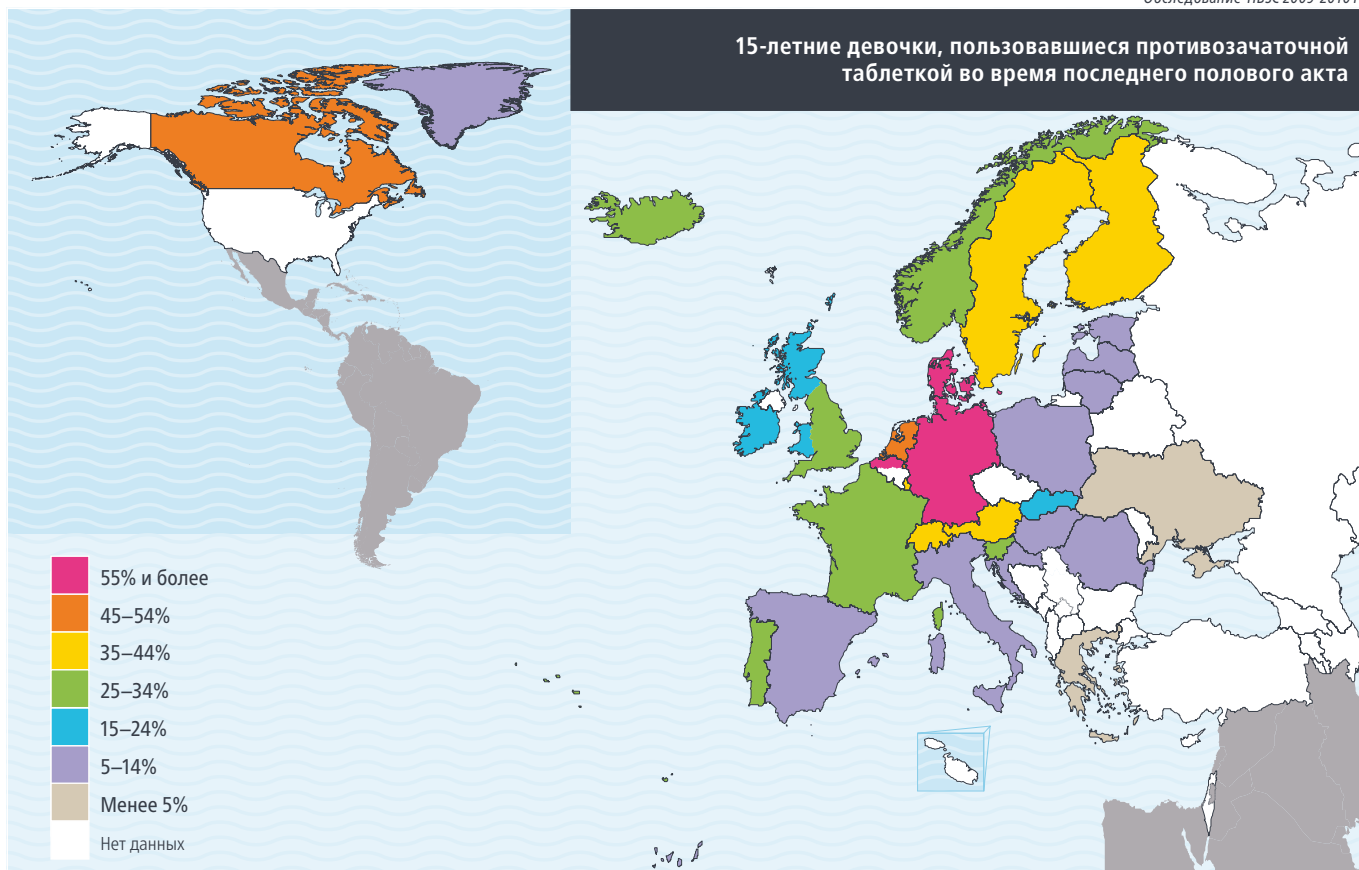 15-летние девочки, пользовавшиеся противозачаточной
таблеткой во время последнего полового акта
55% и более
45–54%
35–44%
25–34%
15–24%
5–14%
Менее 5%
Нет данных